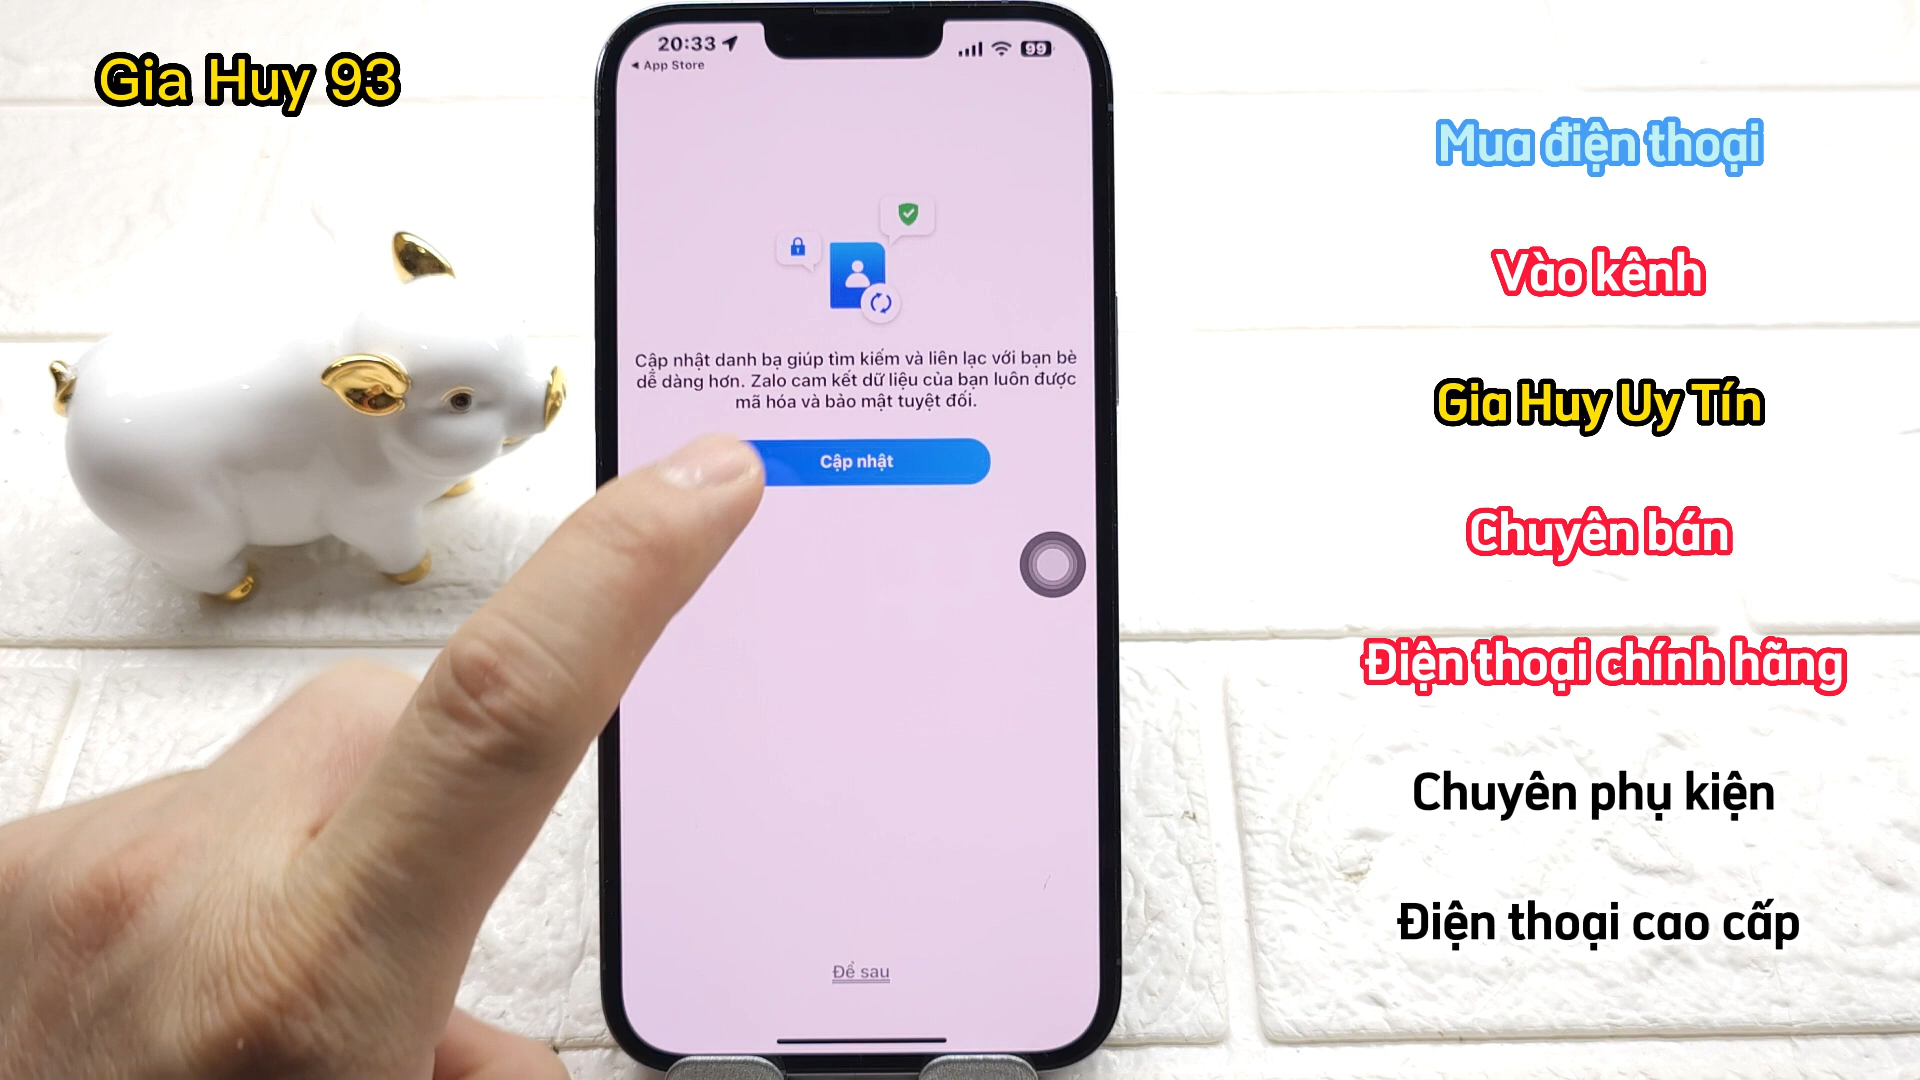 Gia Huy 93
20:33
99
App Store
Cập nhật danh bạ giúp tìm kiếm và liên lạc với bạn bè
dễ dàng hơn. Zalo cam kết dữ liệu của bạn luôn được
mã hóa và bảo mật tuyệt đối.
Cập nhật
Để sau
Mua điện thoại
Vào kênh
Gia Huy Uy Tín
Chuyên bán
Điện thoại chính hãng
Chuyên phụ kiện
Điện thoại cao cấp